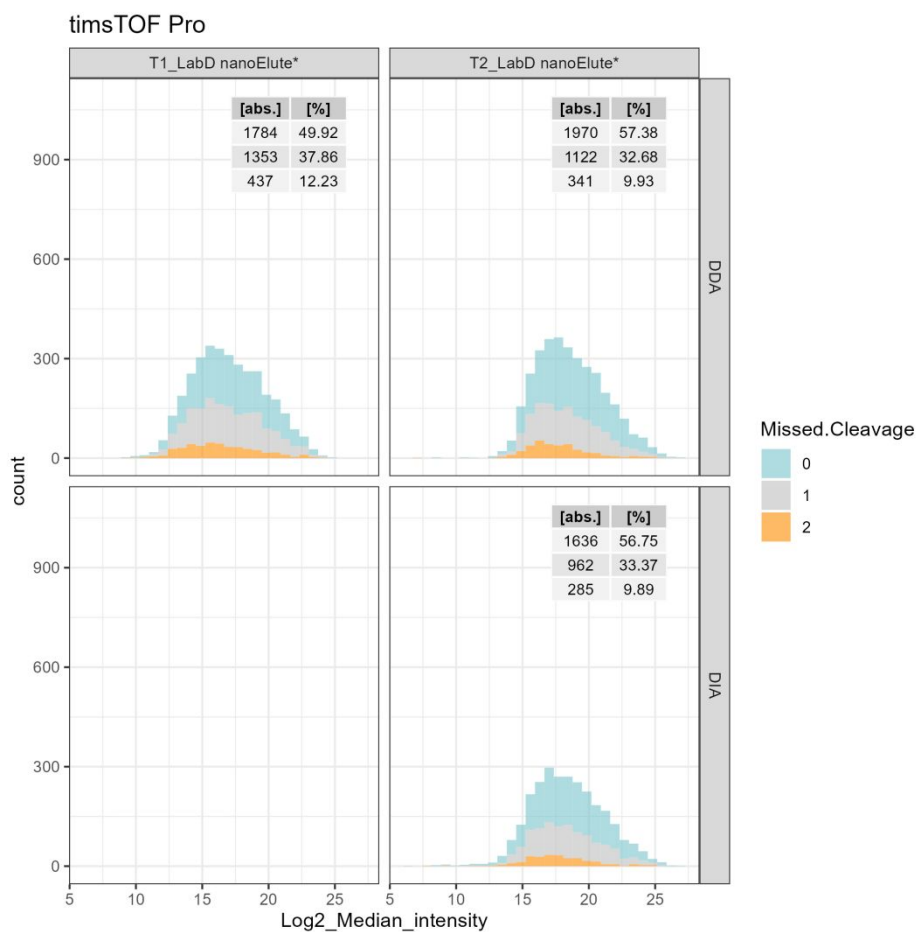 timsTOF Pro
T1_LabD nanoElute* T2_LabD nanoElute*
[abs.] [%] [abs.] [%]
1784 49.92 1970 57.38
1353 37.86 1122 32.68
437 12.23 341 9.93
900
600
300
0
DDA
count
Missed.Cleavage
0
1
2
[abs.] [%]
1636 56.75
962 33.37
285 9.89
900
600
300
0
DIA
5 10 15 20 25 5 10 15 20 25
Log2_Median_intensity